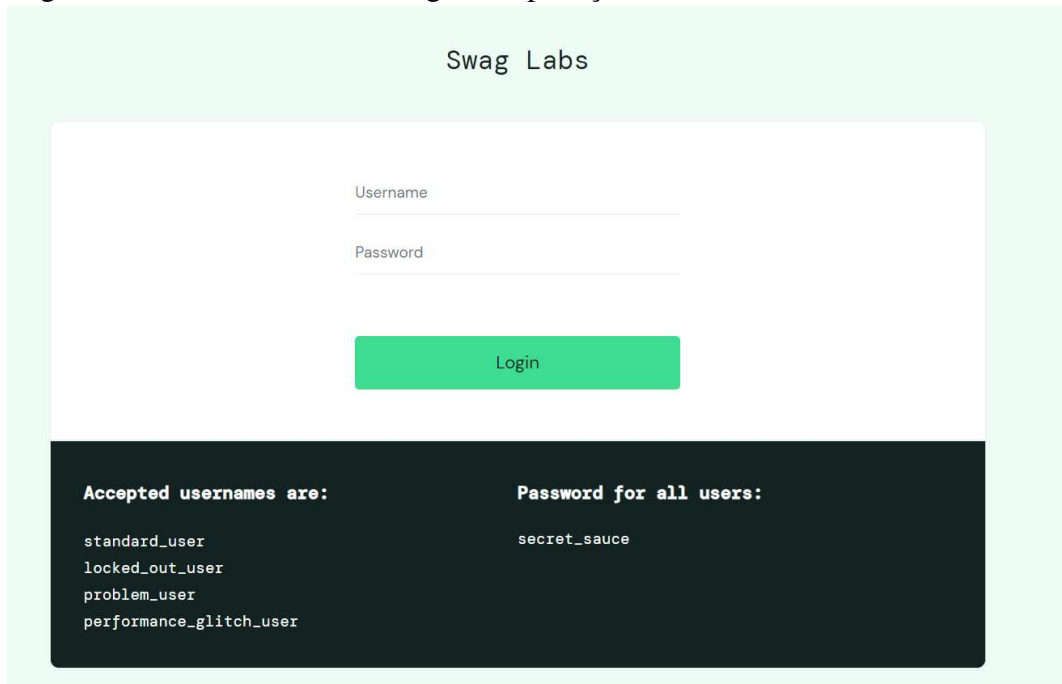 Swag Labs
Username
Password
Login
Accepted usernames are:
standard_user
locked_out_user
problem_user
performance_glitch_user
Password for all users:
secret_sauce